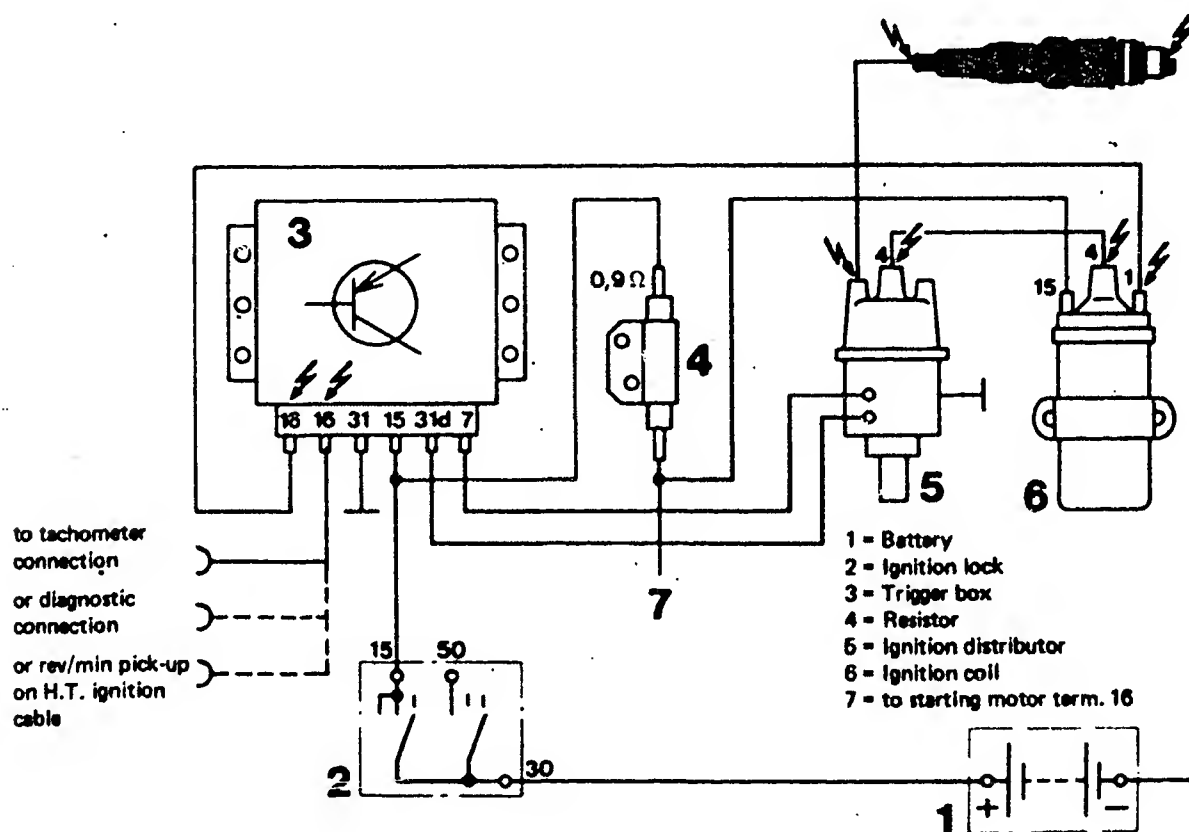 3
0,9 Ω
4
4
4
15
1
16 16 31 15 31d 7
5
6
to tachometer
connection
or diagnostic
connection
or rev/min pick-up
on H.T. ignition
cable
7
1 = Battery
2 = Ignition lock
3 = Trigger box
4 = Resistor
5 = Ignition distributor
6 = Ignition coil
7 = to starting motor term. 16
15 50
I II
2
30
1
+ −